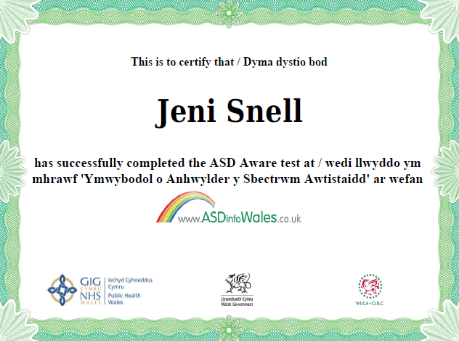 This is to certify that / Dyma dystio bod
Jeni Snell
has successfully completed the ASD Aware test at / wedi llwyddo ym
mhrawf 'Ymwybodol o Anhwylder y Sbectrwm Awtistaidd' ar wefan
www.ASDinfoWales.co.uk
GIG
CYMRU
NHS
WALES
Iechyd Cyhoeddus
Cymru
Public Health
Wales
Llywodraeth Cymru
Welsh Government
WLGA • CLILC